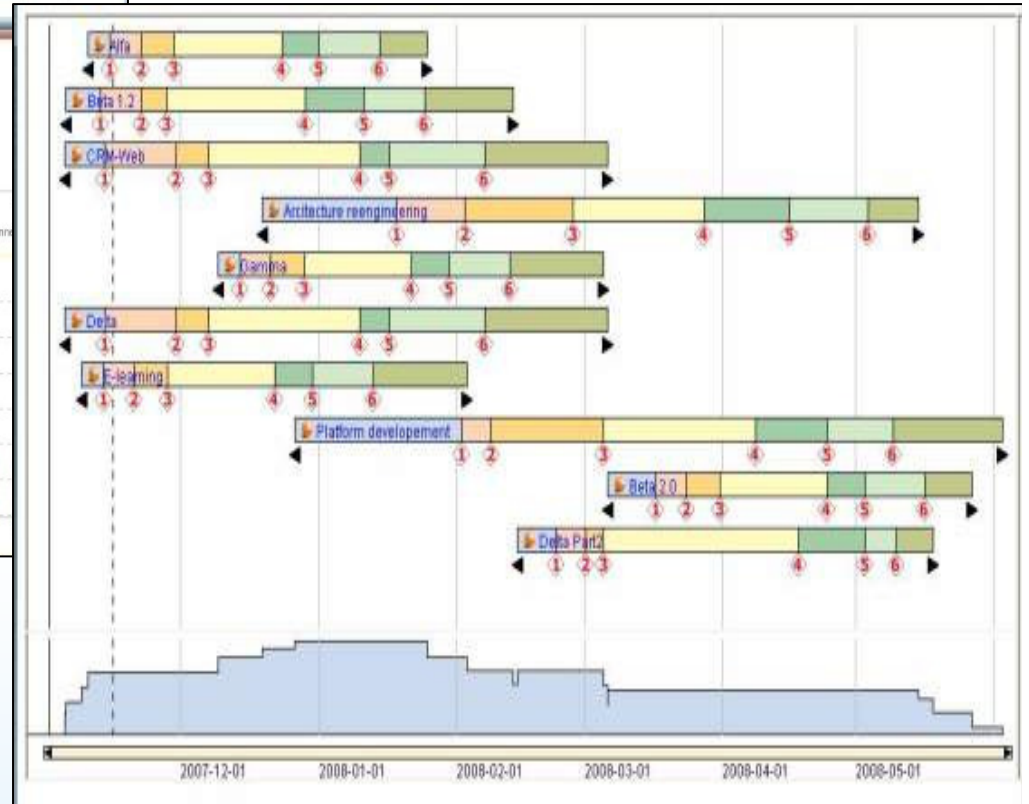 Alfa
1 2 3 4 5 6
Beta 1.2
1 2 3 4 5 6
CRM-Web
1 2 3 4 5 6
Arcitecture reengineering
1 2 3 4 5 6
Gamma
1 2 3 4 5 6
Delta
1 2 3 4 5 6
E-learning
1 2 3 4 5 6
Platform developement
1 2 3 4 5 6
Beta 2.0
1 2 3 4 5 6
Delta Part2
1 2 3 4 5 6
2007-12-01 2008-01-01 2008-02-01 2008-03-01 2008-04-01 2008-05-01